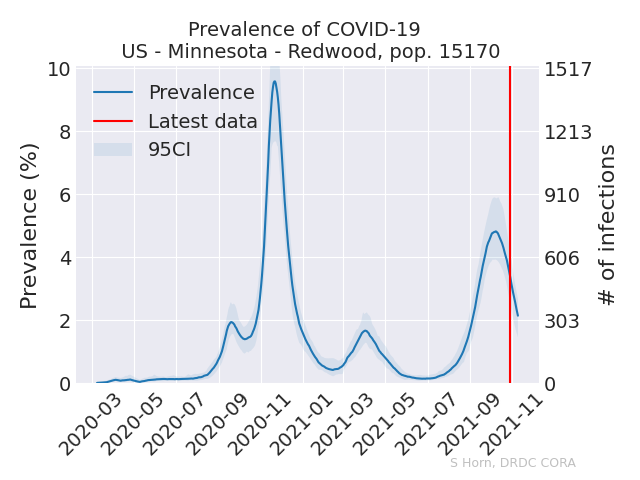 Prevalence of COVID-19
US - Minnesota - Redwood, pop. 15170
Prevalence
Latest data
95CI
Prevalence (%)
10
8
6
4
2
0
1517
1213
910
606
303
0
# of infections
2020-03
2020-05
2020-07
2020-09
2020-11
2021-01
2021-03
2021-05
2021-07
2021-09
2021-11
S Horn, DRDC CORA